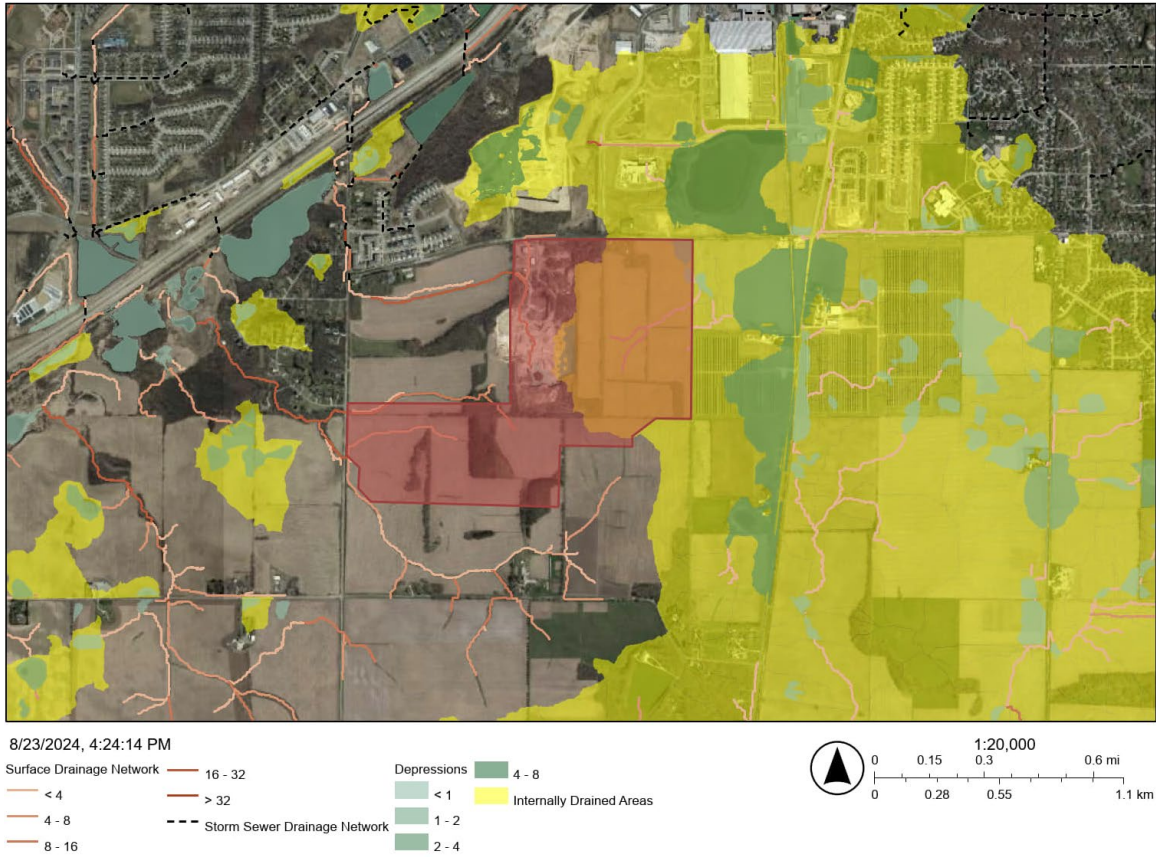 8/23/2024, 4:24:14 PM
Surface Drainage Network
< 4
4 - 8
8 - 16
16 - 32
> 32
Storm Sewer Drainage Network
Depressions
< 1
1 - 2
2 - 4
4 - 8
Internally Drained Areas
1:20,000
0 0.15 0.3 0.6 mi
0 0.28 0.55 1.1 km